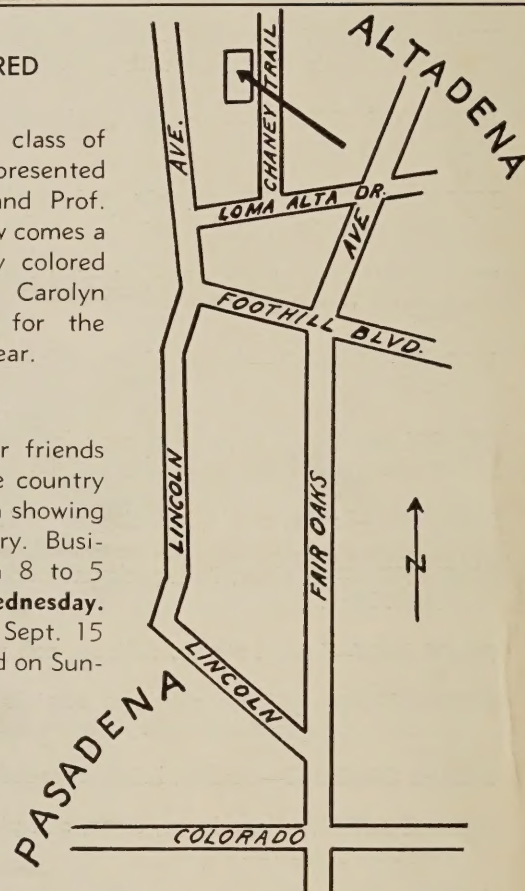 RED
class of
presented
and Prof.
comes a
colored
Carolyn
for the
ear.
r friends
country
showing
ry. Busi-
8 to 5
ednesday.
Sept. 15
d on Sun-
ALTADENA
CHANEY TRAIL
AVE.
LOMA ALTA DR.
AVE
FOOTHILL BLVD.
LINCOLN
FAIR OAKS
N
LINCOLN
PASADENA
COLORADO